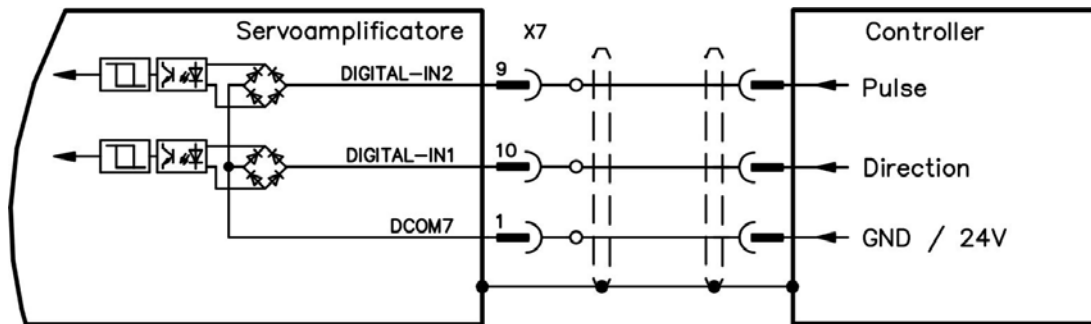 Servoamplificatore X7 Controller
DIGITAL-IN2 9 Pulse
DIGITAL-IN1 10 Direction
DCOM7 1 GND / 24V